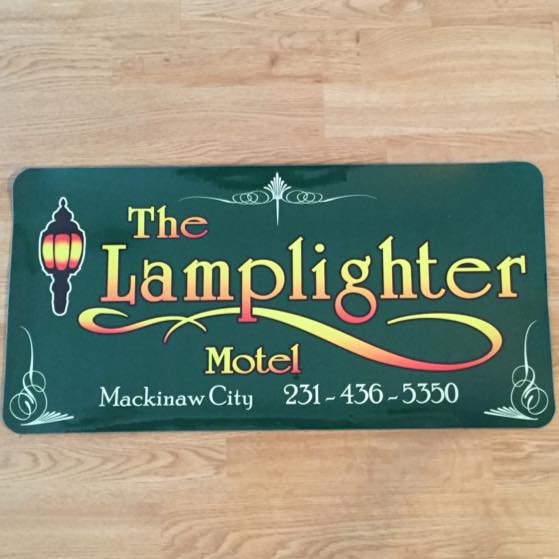 The
Lamplighter
Motel
Mackinaw City 231-436-5350